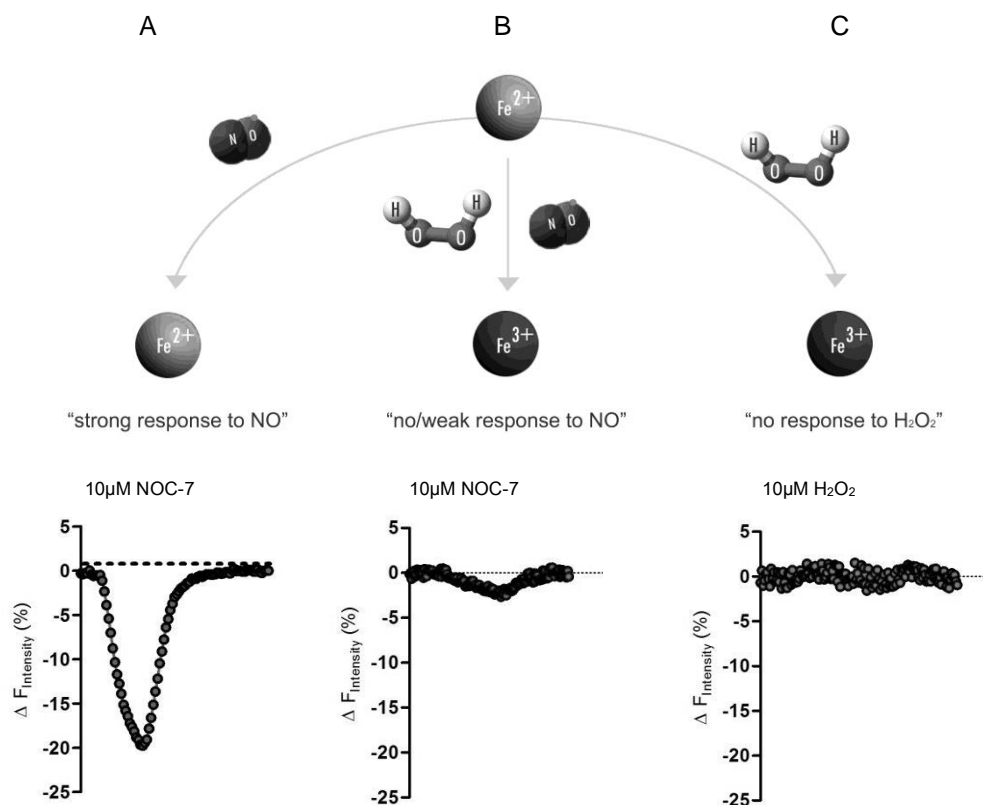 A B C
Fe2+
N O
H O O H
H O O H
N O
Fe2+ Fe3+ Fe3+
“strong response to NO” “no/weak response to NO” “no response to H₂O₂”
10µM NOC-7 10µM NOC-7 10µM H₂O₂
5 5 5
0 0 0
-5 -5 -5
-10 -10 -10
-15 -15 -15
-20 -20 -20
-25 -25 -25
Δ FIntensity (%) Δ FIntensity (%) Δ FIntensity (%)